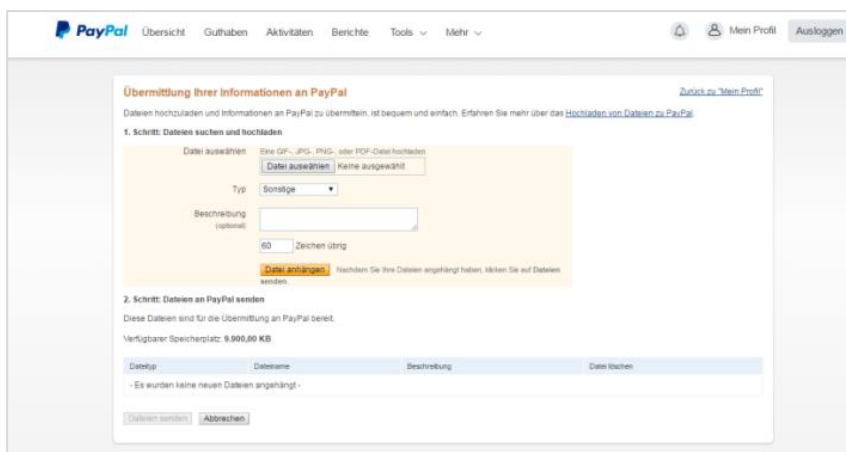 PayPal Übersicht Guthaben Aktivitäten Berichte Tools Mehr Mein Profil Ausloggen
Übermittlung Ihrer Informationen an PayPal Zurück zu "Mein Profil"
Dateien hochzuladen und Informationen an PayPal zu übermitteln, ist bequem und einfach. Erfahren Sie mehr über das Hochladen von Dateien zu PayPal.
1. Schritt: Dateien suchen und hochladen
Datei auswählen Eine GIF-, JPG-, PNG-, oder PDF-Datei hochladen
Datei auswählen Keine ausgewählt
Typ Sonstige
Beschreibung
(optional)
60 Zeichen übrig
Datei anhängen Nachdem Sie Ihre Dateien angehängt haben, klicken Sie auf Dateien
senden.
2. Schritt: Dateien an PayPal senden
Diese Dateien sind für die Übermittlung an PayPal bereit.
Verfügbarer Speicherplatz: 9.900,00 KB
Dateityp Dateiname Beschreibung Datei löschen
- Es wurden keine neuen Dateien angehängt -
Dateien senden Abbrechen